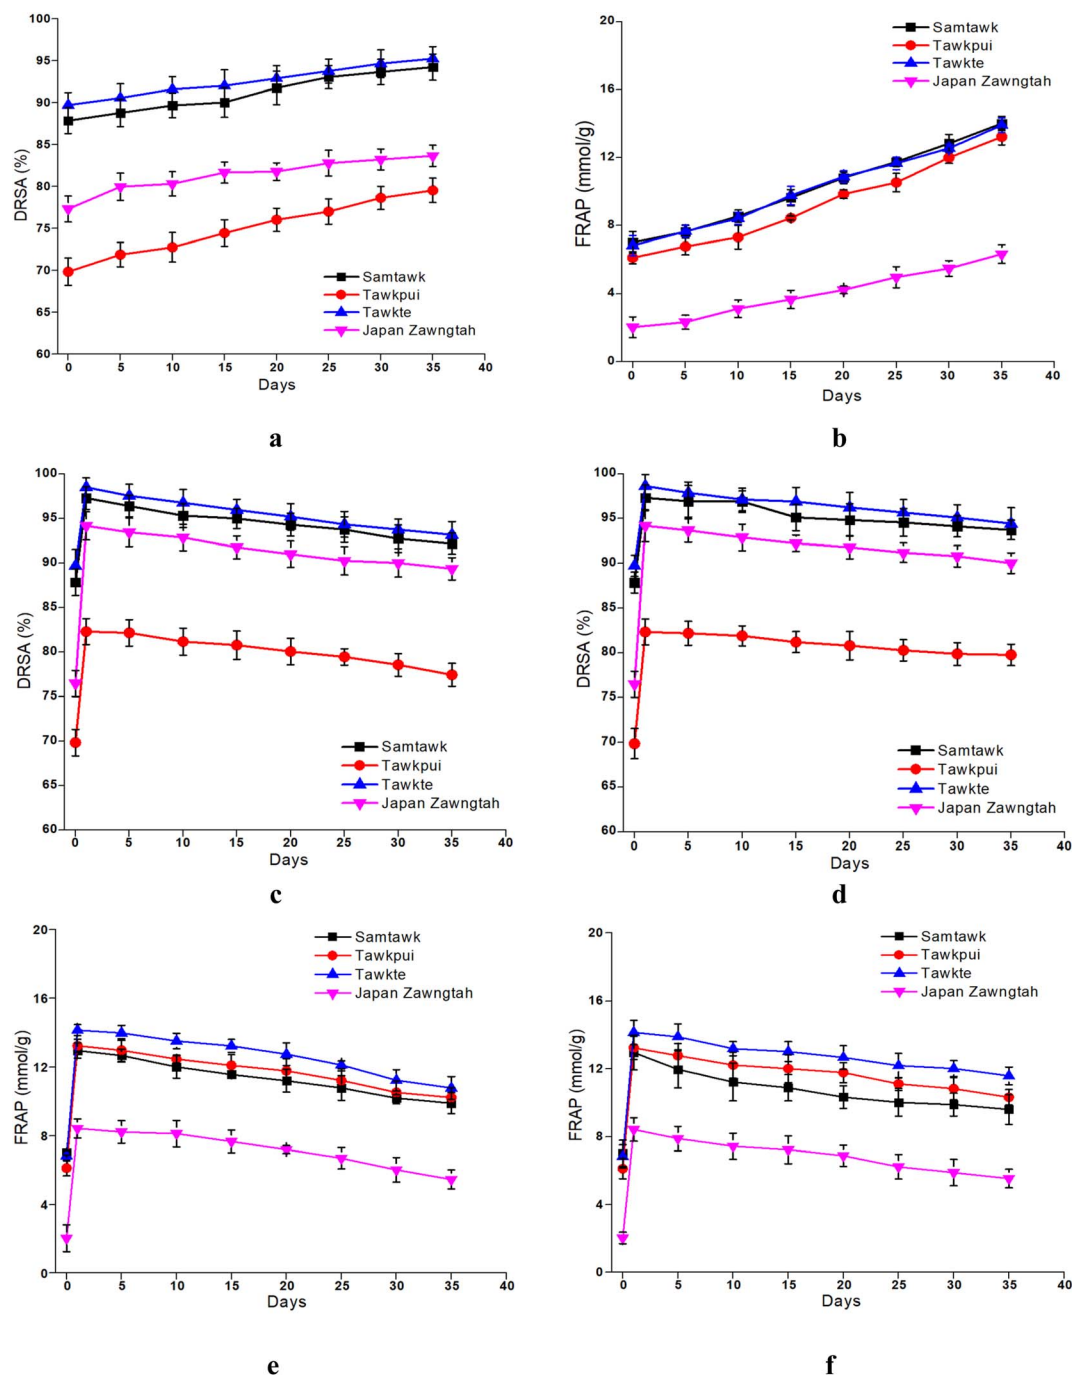 100
95
90
85
80
75
70
65
60
DRSA (%)
0 5 10 15 20 25 30 35 40
Days
Samtawk
Tawkpui
Tawkte
Japan Zawngtah
a
20
16
12
8
4
0
FRAP (mmol/g)
0 5 10 15 20 25 30 35 40
Days
Samtawk
Tawkpui
Tawkte
Japan Zawngtah
b
100
95
90
85
80
75
70
65
60
DRSA (%)
0 5 10 15 20 25 30 35 40
Days
Samtawk
Tawkpui
Tawkte
Japan Zawngtah
c
100
95
90
85
80
75
70
65
60
DRSA (%)
0 5 10 15 20 25 30 35 40
Days
Samtawk
Tawkpui
Tawkte
Japan Zawngtah
d
20
16
12
8
4
0
FRAP (mmol/g)
0 5 10 15 20 25 30 35 40
Days
Samtawk
Tawkpui
Tawkte
Japan Zawngtah
e
20
16
12
8
4
0
FRAP (mmol/g)
0 5 10 15 20 25 30 35 40
Days
Samtawk
Tawkpui
Tawkte
Japan Zawngtah
f